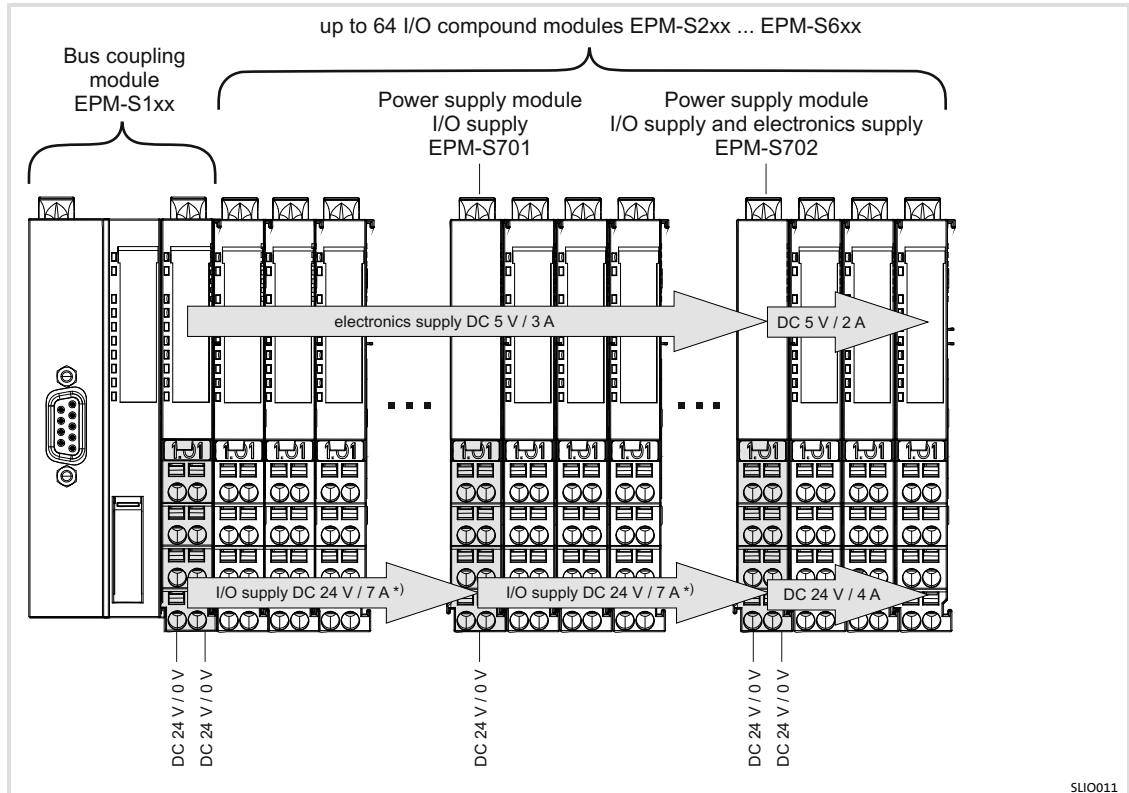 up to 64 I/O compound modules EPM-S2xx ... EPM-S6xx
Bus coupling
module
EPM-S1xx
Power supply module
I/O supply
EPM-S701
Power supply module
I/O supply and electronics supply
EPM-S702
electronics supply DC 5 V / 3 A
DC 5 V / 2 A
I/O supply DC 24 V / 7 A *)
I/O supply DC 24 V / 7 A *)
DC 24 V / 4 A
DC 24 V / 0 V
DC 24 V / 0 V
DC 24 V / 0 V
DC 24 V / 0 V
DC 24 V / 0 V
SLIO011